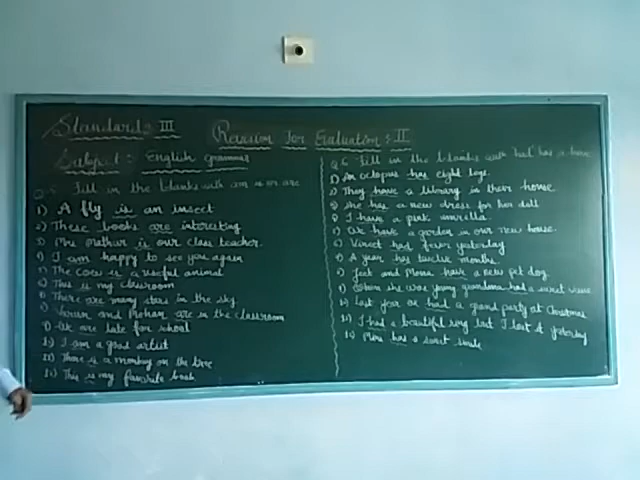 Standard: III
Revision for Evaluation: II
Subject: English grammar
Q.5 Fill in the blanks with am is or are
1) A fly is an insect
2) These books are interesting
3) Mrs Mathur is our class teacher.
4) I am happy to see you again
5) The Cow is a useful animal
6) This is my classroom
7) There are many stars in the sky.
8) Varun and Mohan are in the classroom
9) We are late for school
10) I am a good artist
11) There is a monkey on the tree
12) This is my favorite book
Q.6 Fill in the blanks with had has or have
1) An octopus has eight legs.
2) They have a library in their house.
3) She has a new dress for her doll
4) I have a pink umrella.
5) We have a garden in our new house.
6) Vineet had fever yesterday
7) A year has twelve months.
8) Jeet and Mona have a new pet dog
9) When she was young grandma had a sweet voice
10) Last year we had a grand party at Christmas
11) I had a beautiful ring but I lost it yesterday
12) Mira has a sweet smile